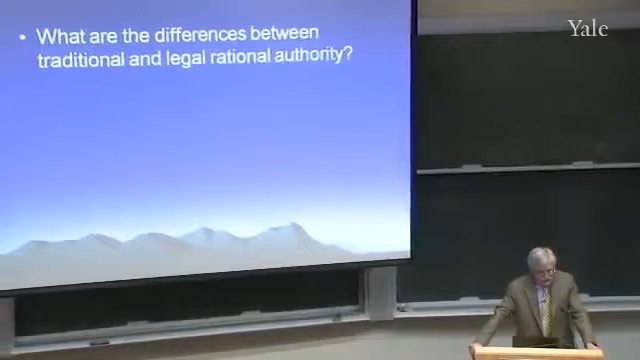 Yale
• What are the differences between
traditional and legal rational authority?